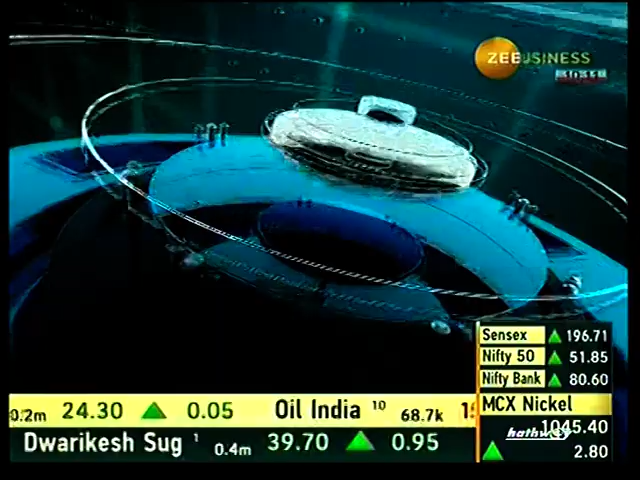 ZEEBUSINESS
Sensex ▲ 196.71
Nifty 50 ▲ 51.85
Nifty Bank ▲ 80.60
MCX Nickel
1045.40
hathway
▲ 2.80
0.2m 24.30 ▲ 0.05 Oil India 10 68.7k
Dwarikesh Sug 1 0.4m 39.70 ▲ 0.95